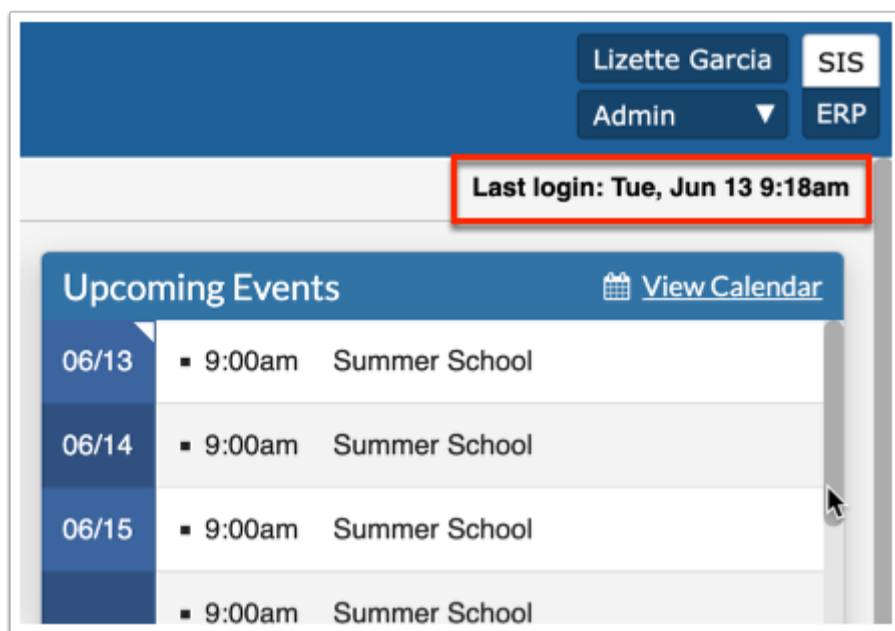 Lizette Garcia SIS
Admin ▼ ERP
Last login: Tue, Jun 13 9:18am
Upcoming Events View Calendar
06/13 ▪ 9:00am Summer School
06/14 ▪ 9:00am Summer School
06/15 ▪ 9:00am Summer School
▪ 9:00am Summer School